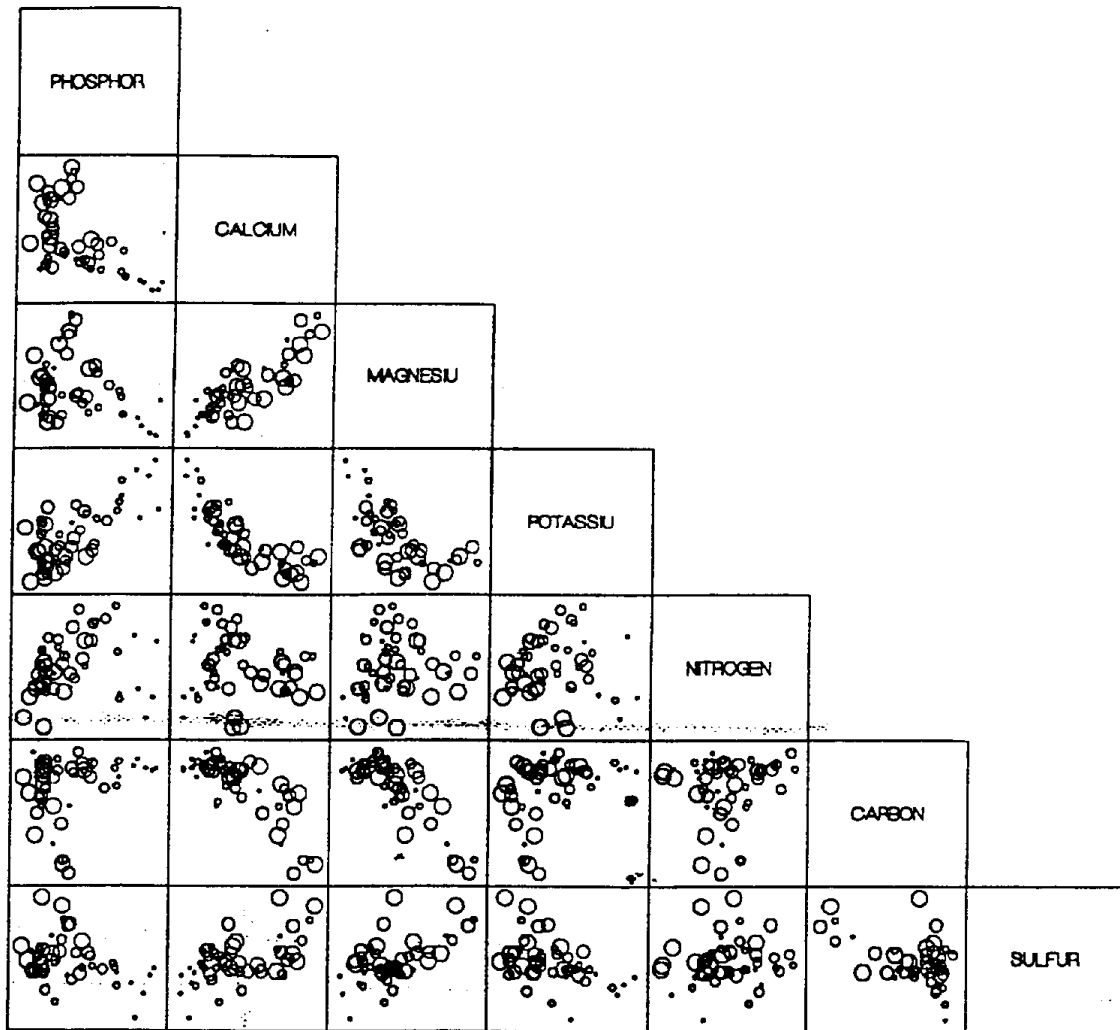 PHOSPHOR
CALCIUM
MAGNESIU
POTASSIU
NITROGEN
CARBON
SULFUR